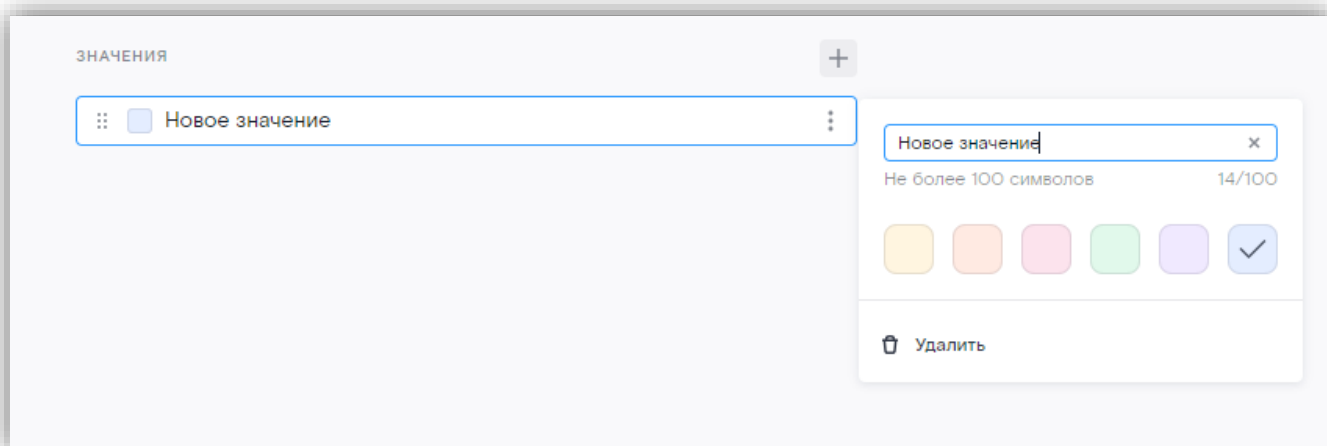 ЗНАЧЕНИЯ
Новое значение
Новое значение
Не более 100 символов 14/100
Удалить